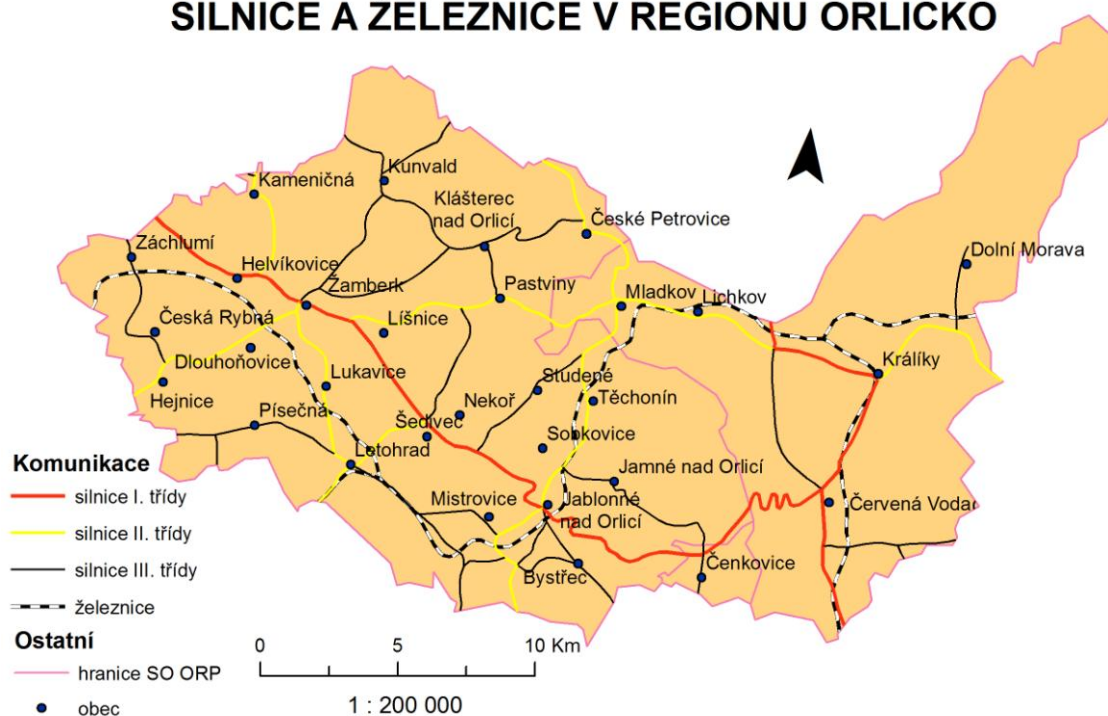 SILNICE A ŽELEZNICE V REGIONU ORLICKO
Kunvald
Kameničná
Klášterec
nad Orlicí
České Petrovice
Záchlumí
Dolní Morava
Helvíkovice
Žamberk
Pastviny
Mladkov
Lichkov
Česká Rybná
Líšnice
Dlouhoňovice
Králíky
Lukavice
Studené
Těchonín
Hejnice
Nekoř
Písečná
Šedivec
Sobkovice
Letohrad
Jamné nad Orlicí
Mistrovice
Jablonné
nad Orlicí
Červená Voda
Bystřec
Čenkovice
Komunikace
silnice I. třídy
silnice II. třídy
silnice III. třídy
železnice
Ostatní
hranice SO ORP
obec
0 5 10 Km
1 : 200 000